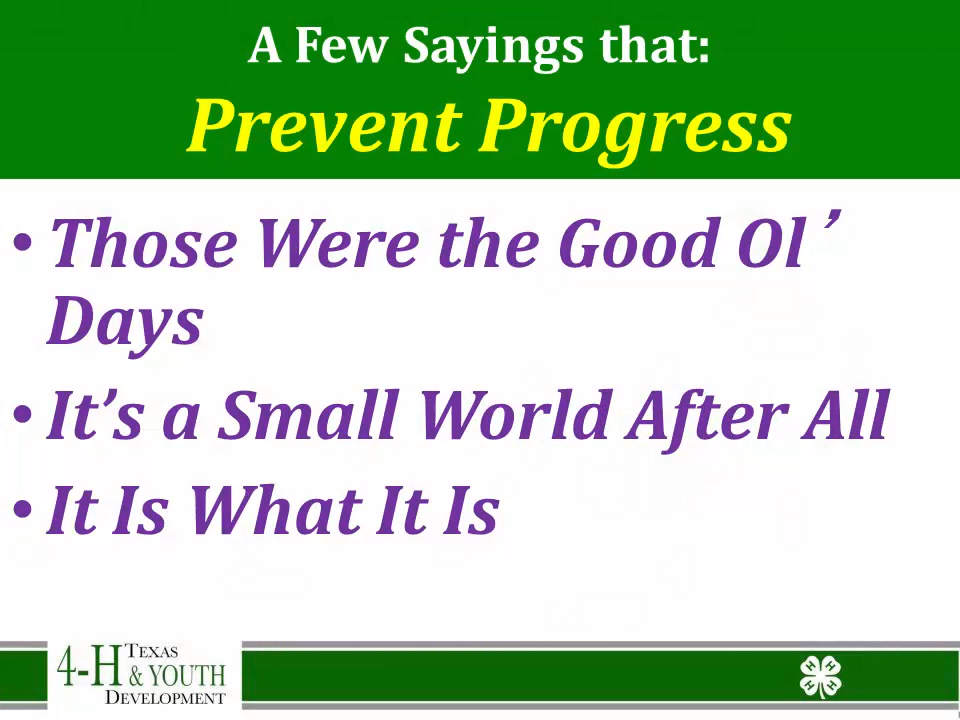 A Few Sayings that:
Prevent Progress
• Those Were the Good Ol’
Days
• It’s a Small World After All
• It Is What It Is
4-H TEXAS
& YOUTH
DEVELOPMENT
H H H H